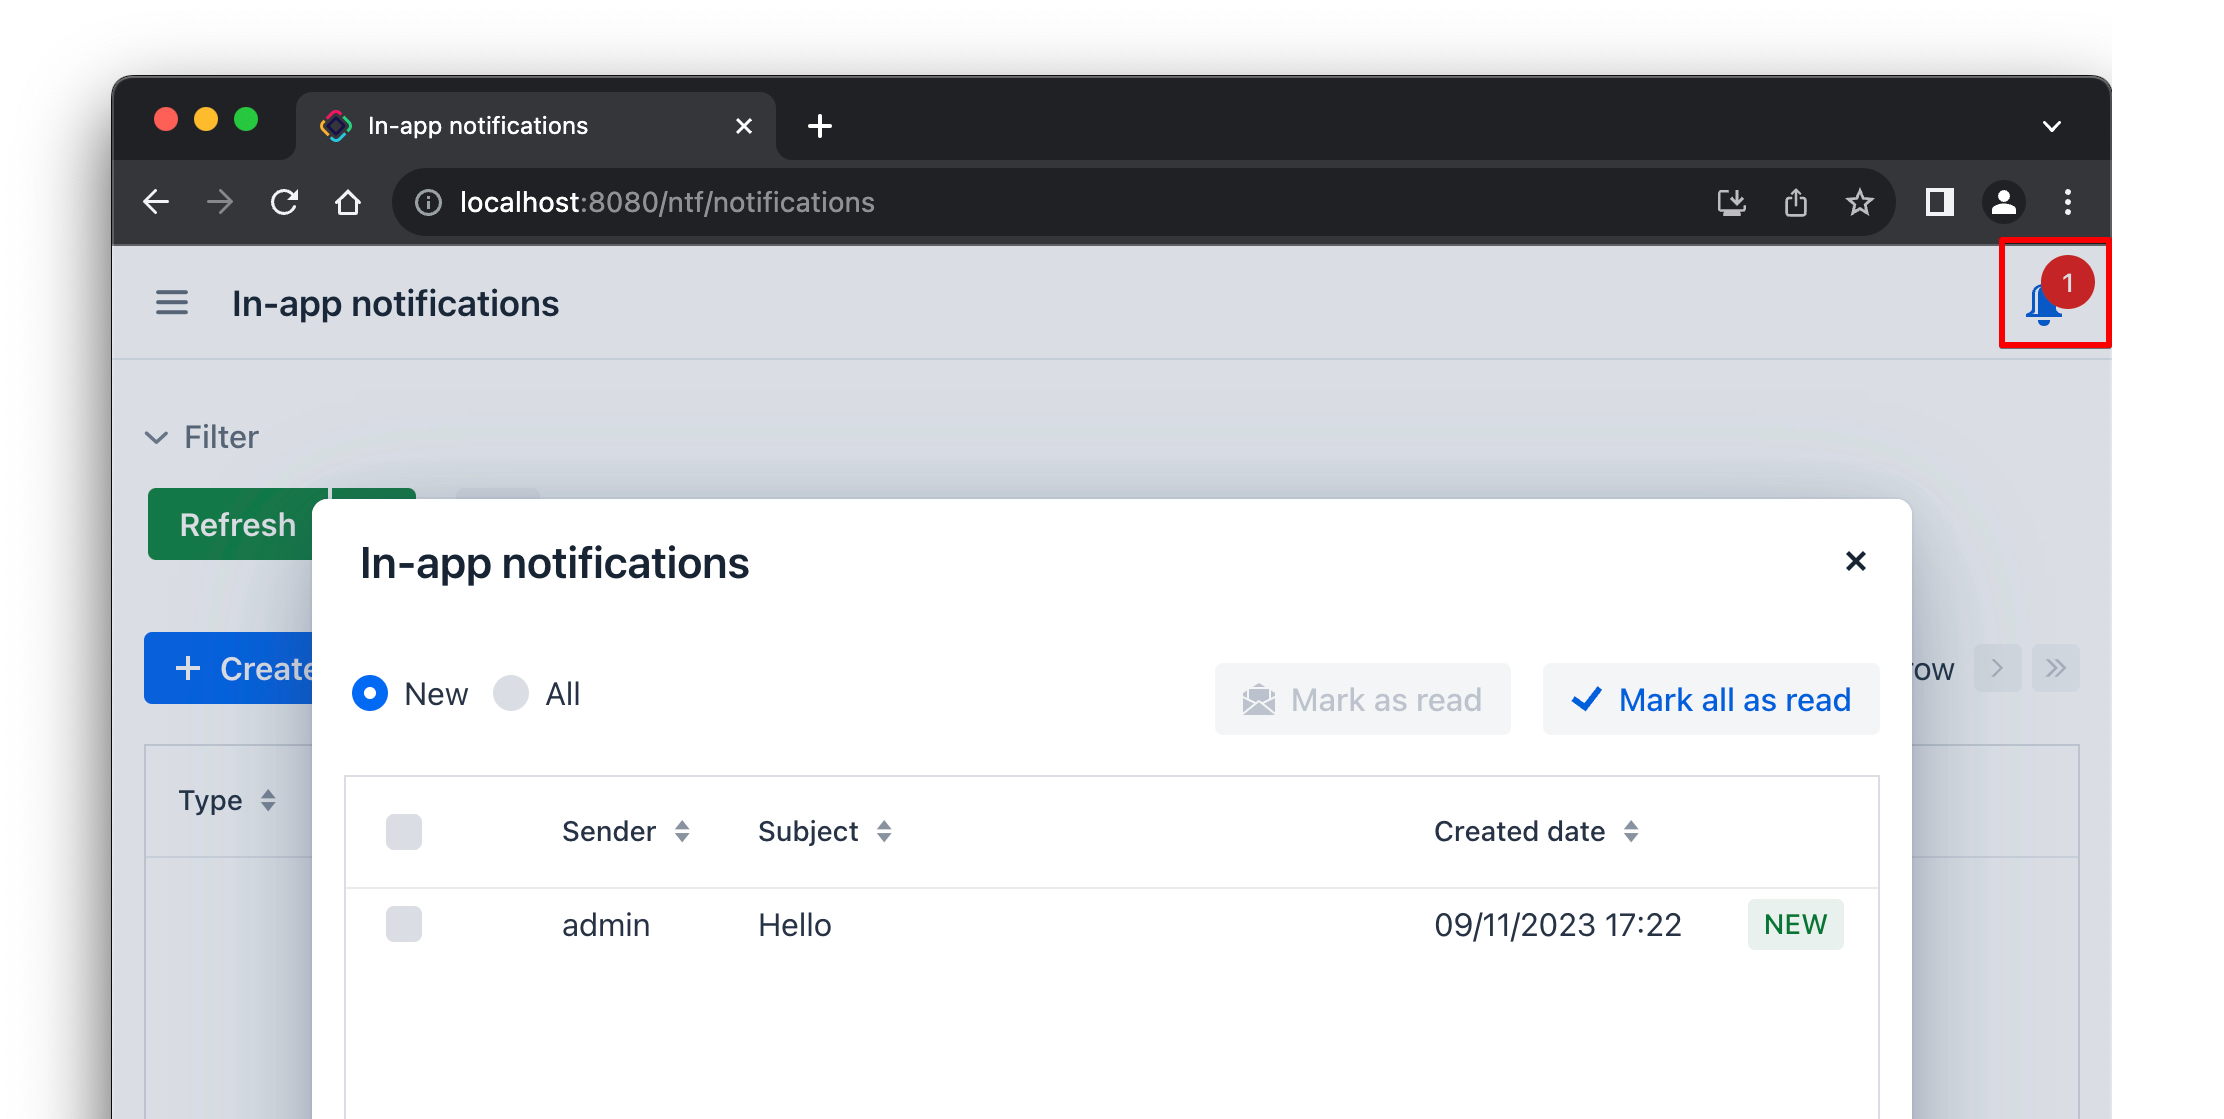 In-app notifications
localhost:8080/ntf/notifications
In-app notifications
1
Filter
Refresh
In-app notifications
Create
row
New All
Mark as read
Mark all as read
Type
Sender Subject Created date
admin Hello 09/11/2023 17:22 NEW